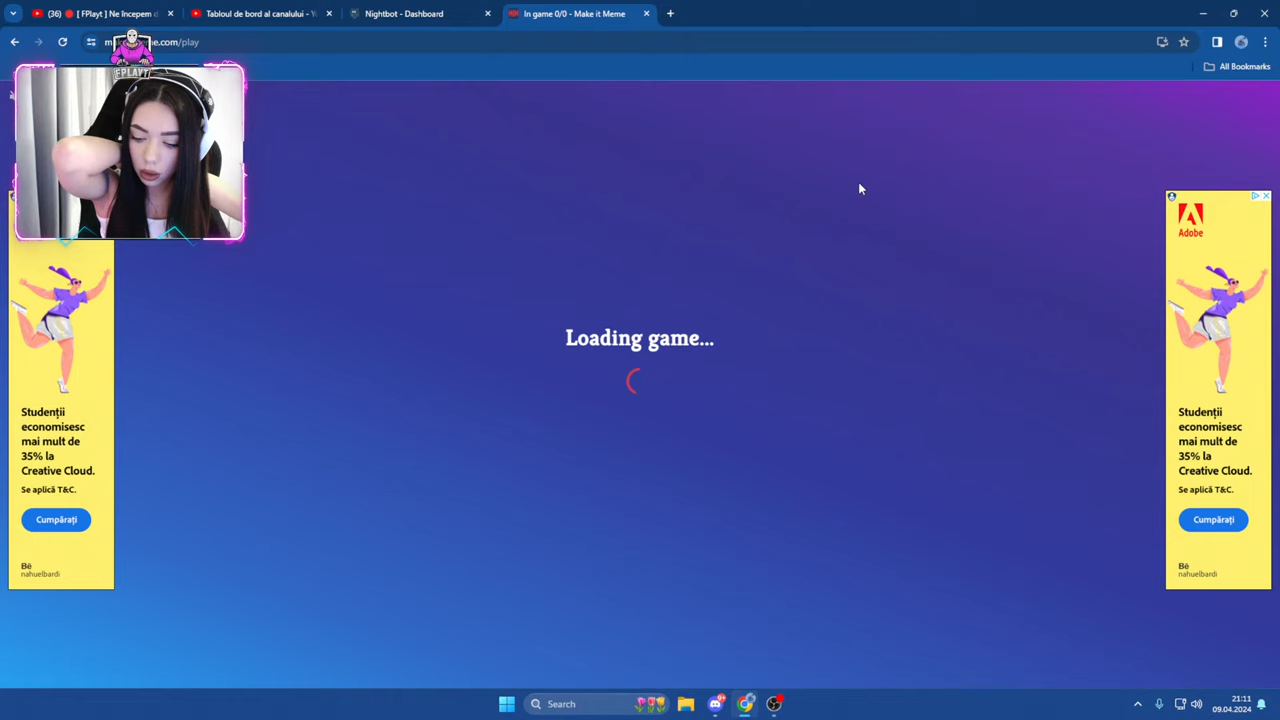 (36) [ FPlayt ] Ne începem d
Tabloul de bord al canalului - Y
Nightbot - Dashboard
In game 0/0 - Make it Meme
.com/play
All Bookmarks
FPLAYT
Loading game...
Studenții
economisesc
mai mult de
35% la
Creative Cloud.
Se aplică T&C.
Cumpărați
Bē
nahuelbardi
Adobe
Studenții
economisesc
mai mult de
35% la
Creative Cloud.
Se aplică T&C.
Cumpărați
Bē
nahuelbardi
Search
21:11
09.04.2024